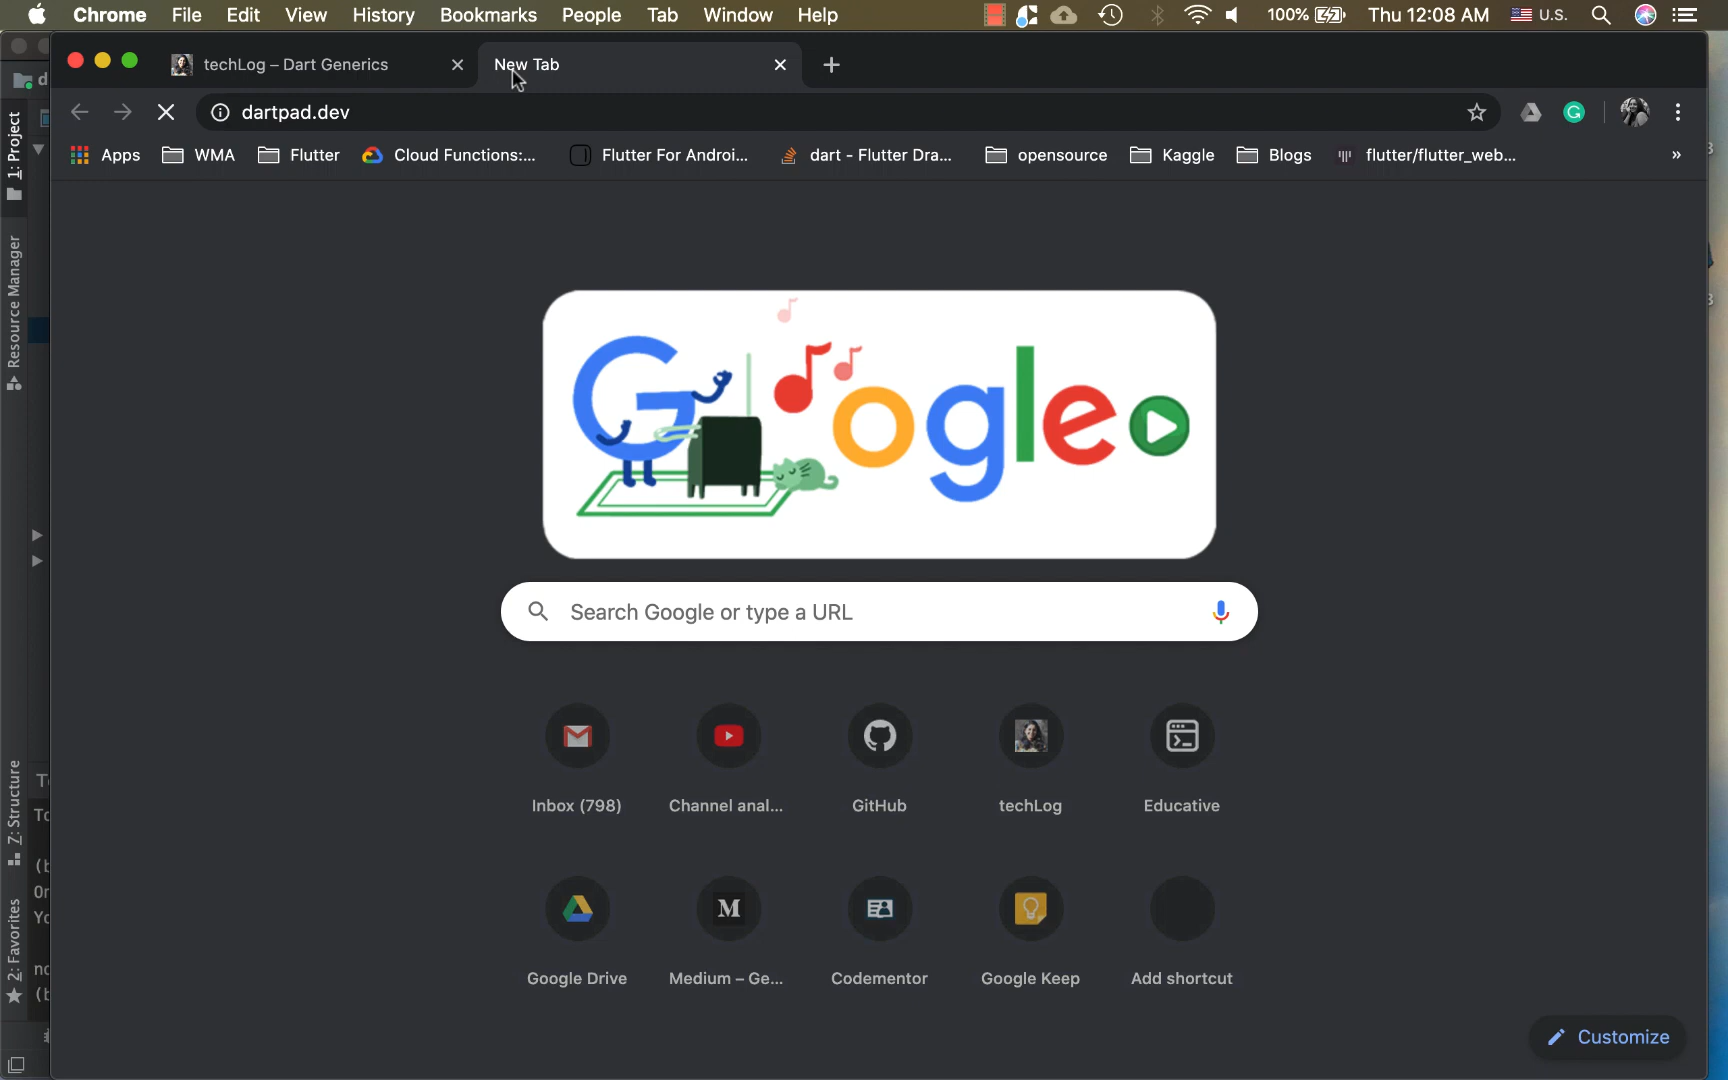 Chrome File Edit View History Bookmarks People Tab Window Help 100% Thu 12:08 AM U.S.
techLog – Dart Generics New Tab
dartpad.dev
Apps WMA Flutter Cloud Functions:... Flutter For Androi... dart - Flutter Dra... opensource Kaggle Blogs flutter/flutter_web... »
1: Project
Resource Manager
Z: Structure
2: Favorites
Google
Search Google or type a URL
Inbox (798) Channel anal... GitHub techLog Educative
Google Drive Medium – Ge... Codementor Google Keep Add shortcut
Customize